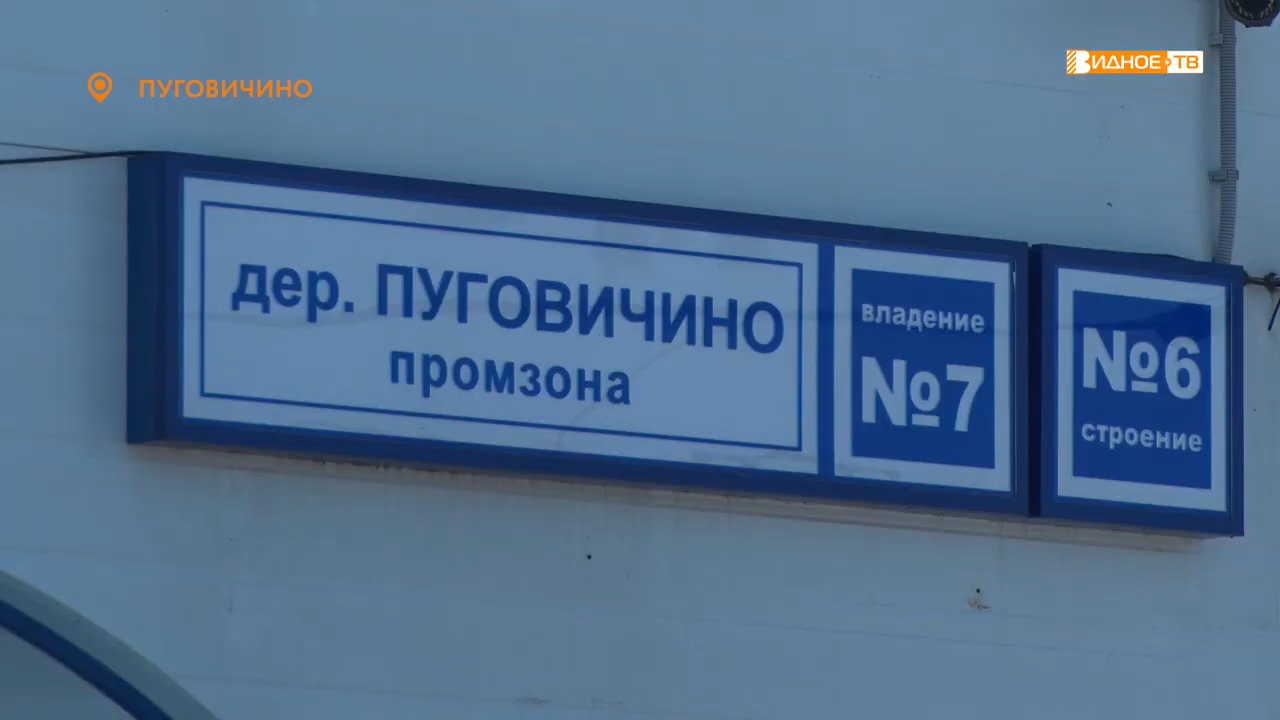 ПУГОВИЧИНО
ВИДНОЕ ТВ
дер. ПУГОВИЧИНО
промзона
владение
№7
№6
строение